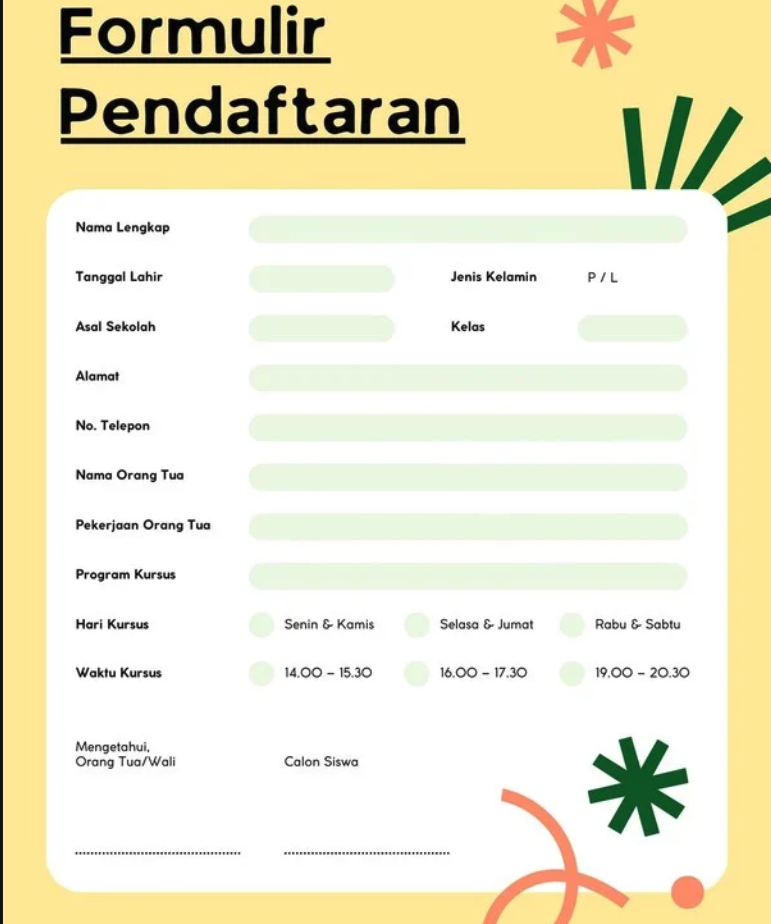 Formulir
Pendaftaran
Nama Lengkap
Tanggal Lahir Jenis Kelamin P / L
Asal Sekolah Kelas
Alamat
No. Telepon
Nama Orang Tua
Pekerjaan Orang Tua
Program Kursus
Hari Kursus Senin & Kamis Selasa & Jumat Rabu & Sabtu
Waktu Kursus 14.00 – 15.30 16.00 – 17.30 19.00 – 20.30
Mengetahui,
Orang Tua/Wali Calon Siswa